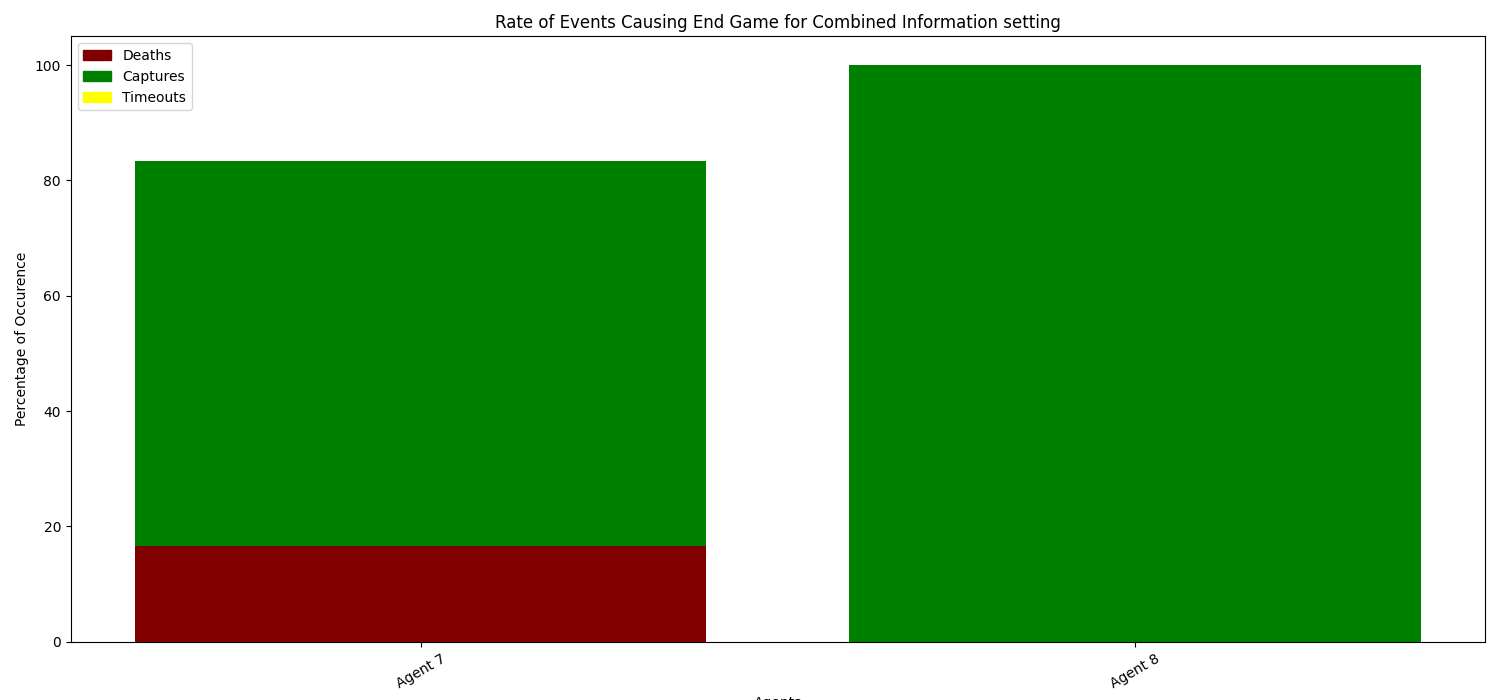 Rate of Events Causing End Game for Combined Information setting
Deaths
Captures
Timeouts
100
80
60
40
20
0
Percentage of Occurence
Agent 7
Agent 8
Agents